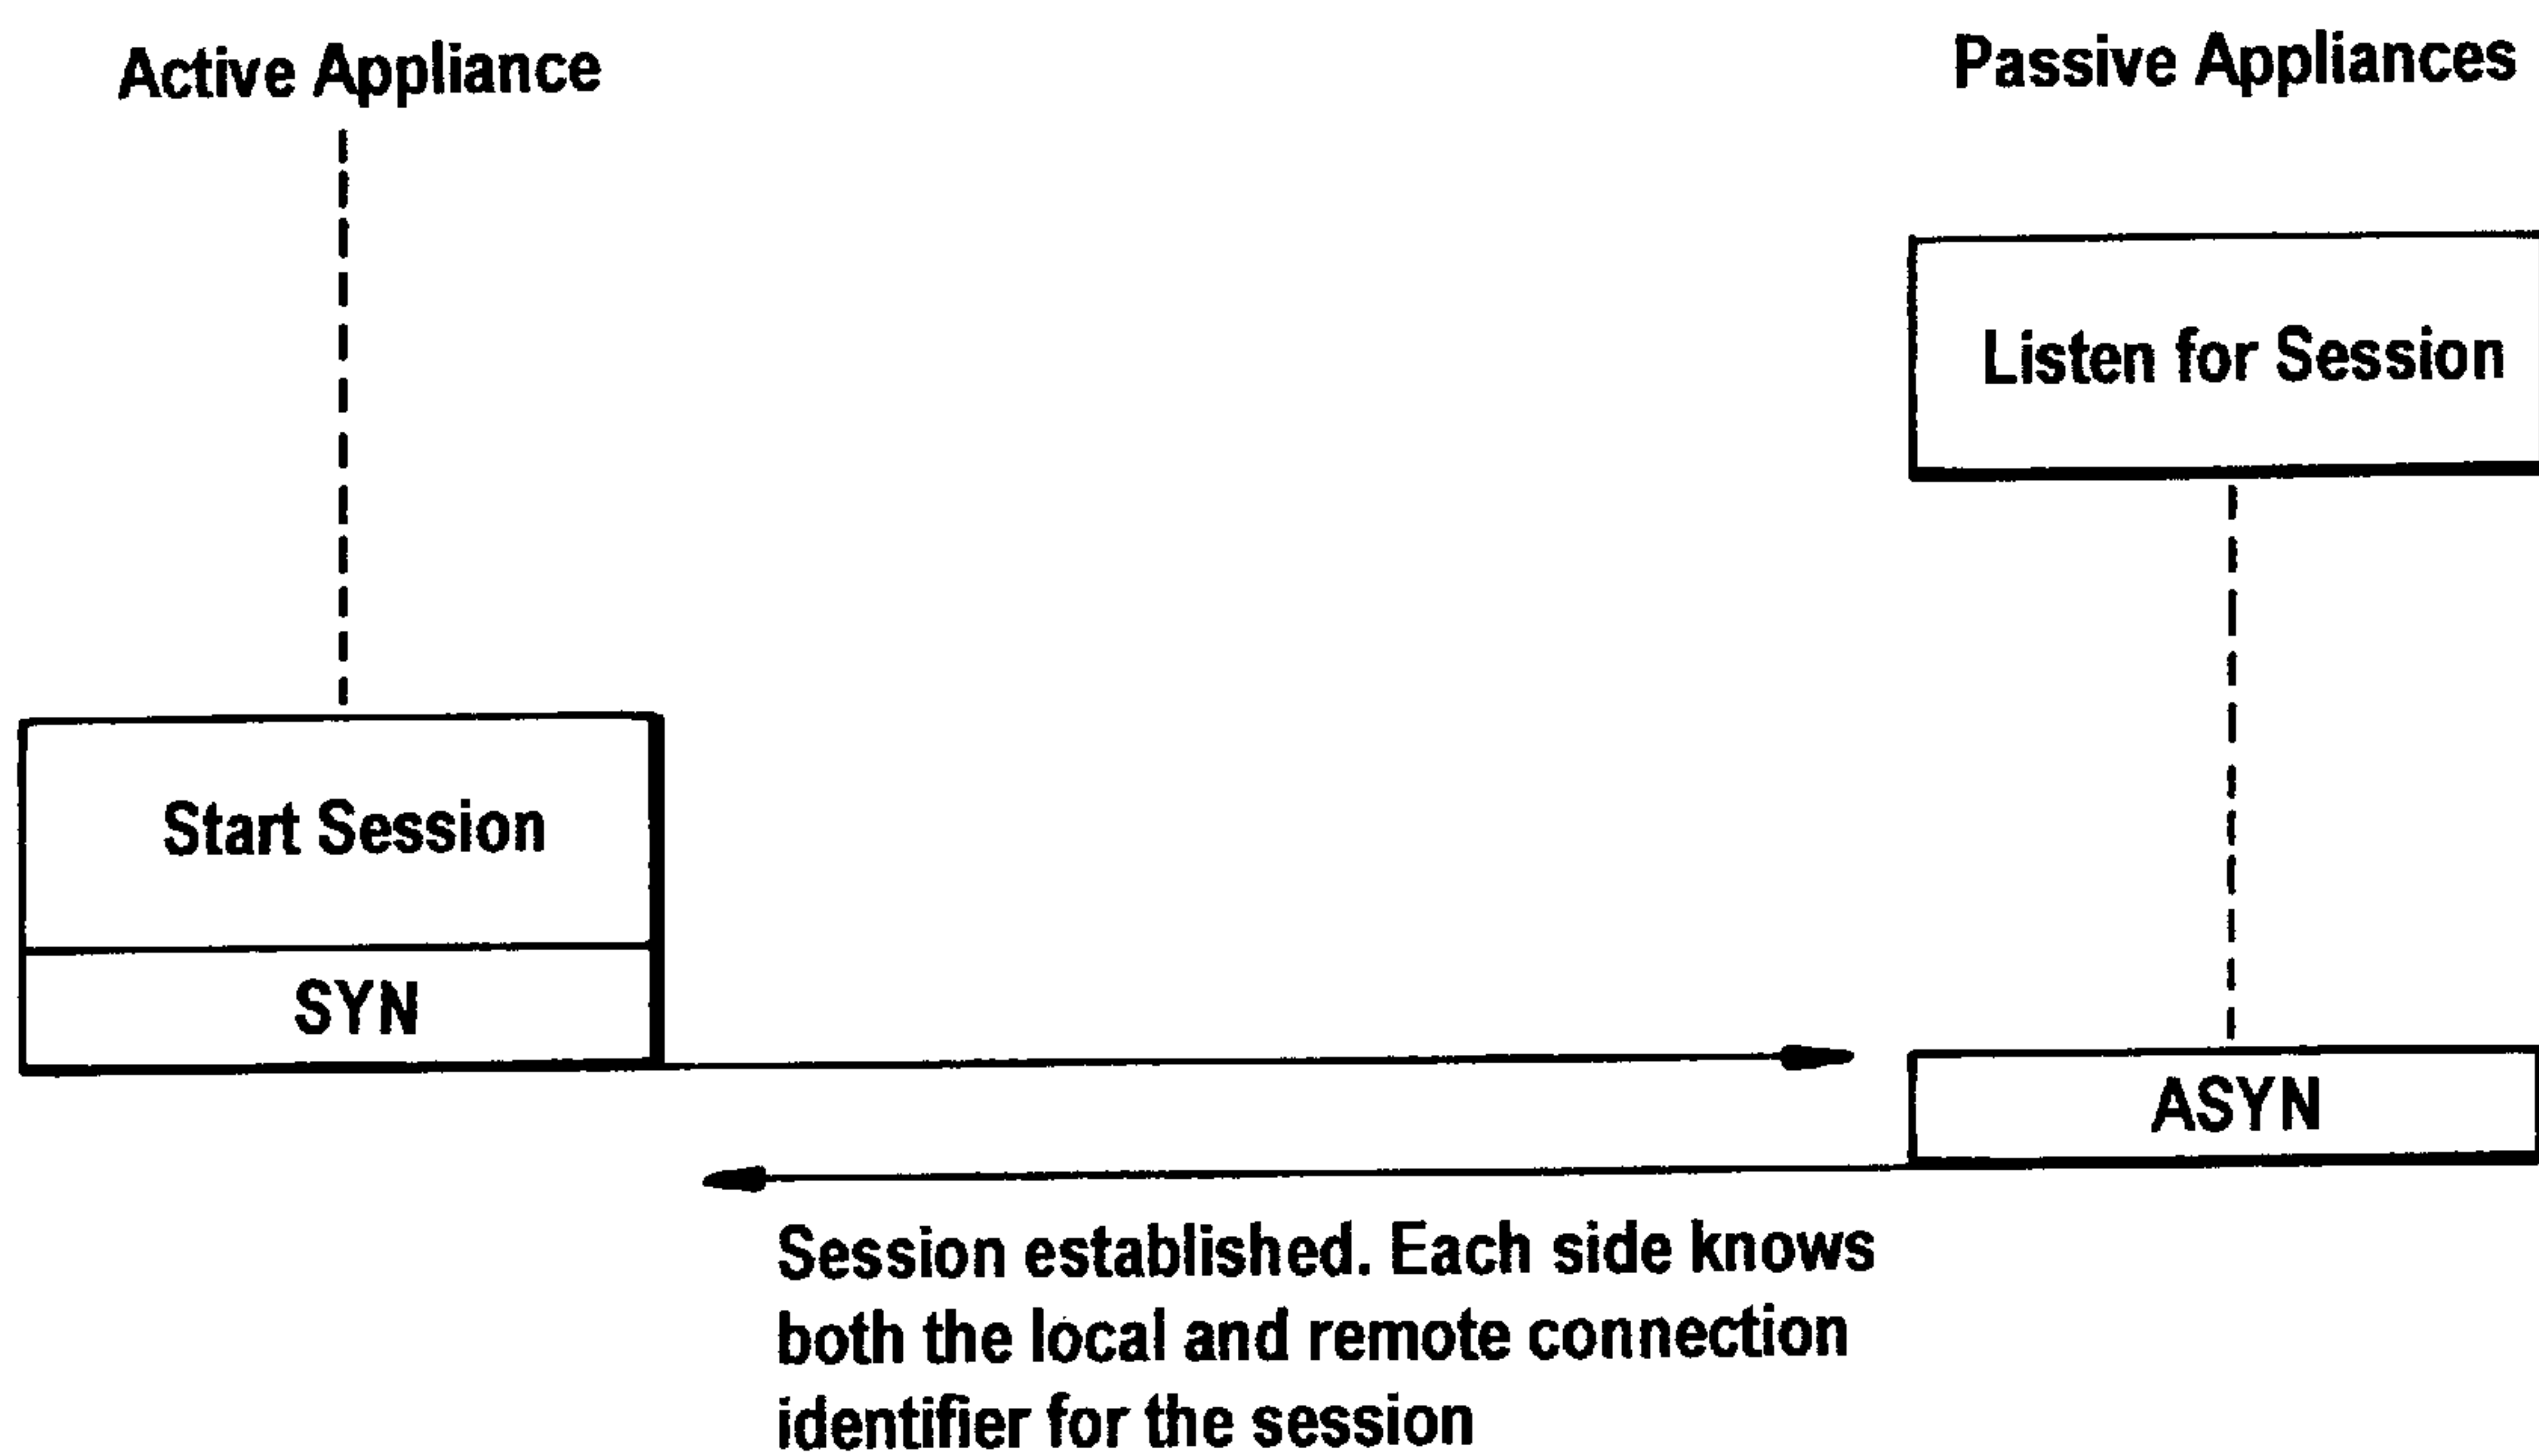 Active Appliance
Passive Appliances
Listen for Session
Start Session
SYN
ASYN
Session established. Each side knows
both the local and remote connection
identifier for the session